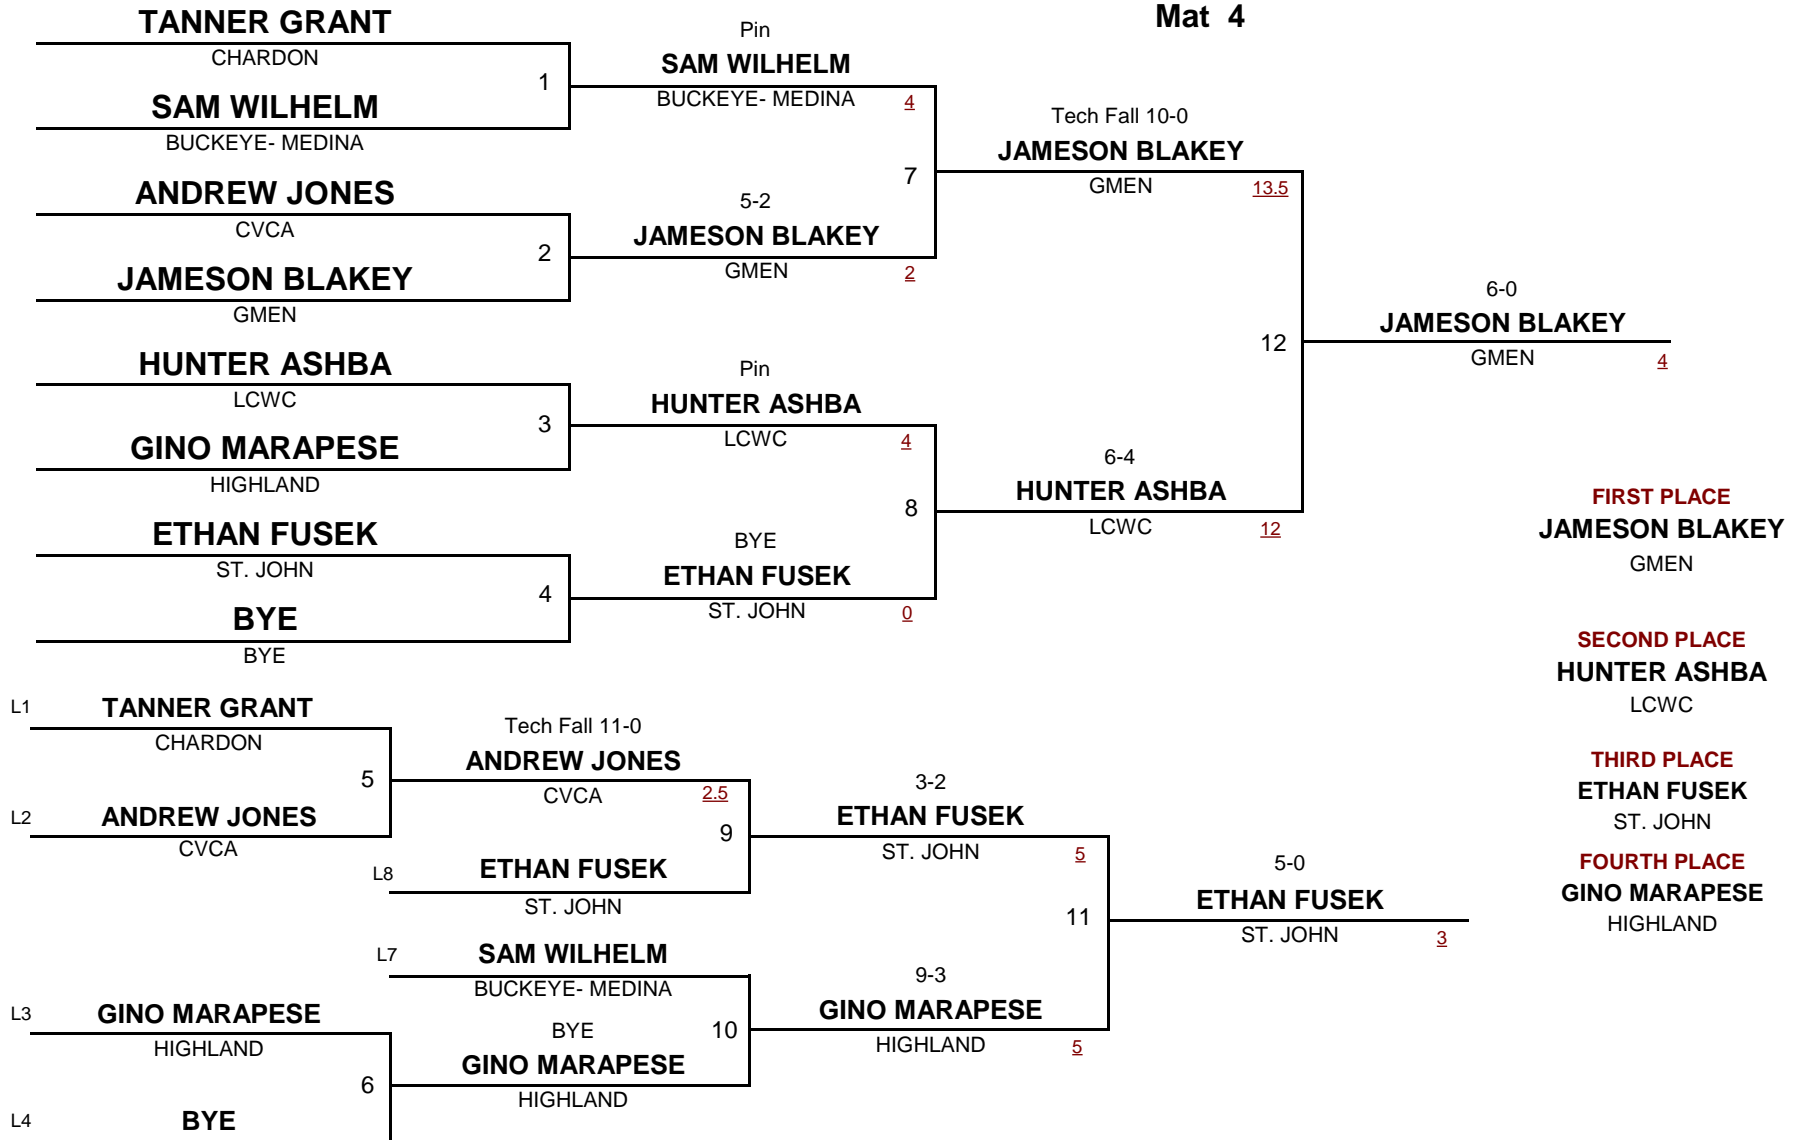 Mat 4
TANNER GRANT
CHARDON
1
SAM WILHELM
BUCKEYE- MEDINA
ANDREW JONES
CVCA
2
JAMESON BLAKEY
GMEN
HUNTER ASHBA
LCWC
3
GINO MARAPESE
HIGHLAND
ETHAN FUSEK
ST. JOHN
4
BYE
BYE
Pin
SAM WILHELM
BUCKEYE- MEDINA 4
7
5-2
JAMESON BLAKEY
GMEN 2
Pin
HUNTER ASHBA
LCWC 4
8
BYE
ETHAN FUSEK
ST. JOHN 0
Tech Fall 10-0
JAMESON BLAKEY
GMEN 13.5
12
6-4
HUNTER ASHBA
LCWC 12
6-0
JAMESON BLAKEY
GMEN 4
FIRST PLACE
JAMESON BLAKEY
GMEN
SECOND PLACE
HUNTER ASHBA
LCWC
THIRD PLACE
ETHAN FUSEK
ST. JOHN
FOURTH PLACE
GINO MARAPESE
HIGHLAND
L1 TANNER GRANT
CHARDON
5
L2 ANDREW JONES
CVCA
L3 GINO MARAPESE
HIGHLAND
6
L4 BYE
Tech Fall 11-0
ANDREW JONES
CVCA 2.5
9
L8 ETHAN FUSEK
ST. JOHN
L7 SAM WILHELM
BUCKEYE- MEDINA
BYE 10
GINO MARAPESE
HIGHLAND
3-2
ETHAN FUSEK
ST. JOHN 5
11
9-3
GINO MARAPESE
HIGHLAND 5
5-0
ETHAN FUSEK
ST. JOHN 3